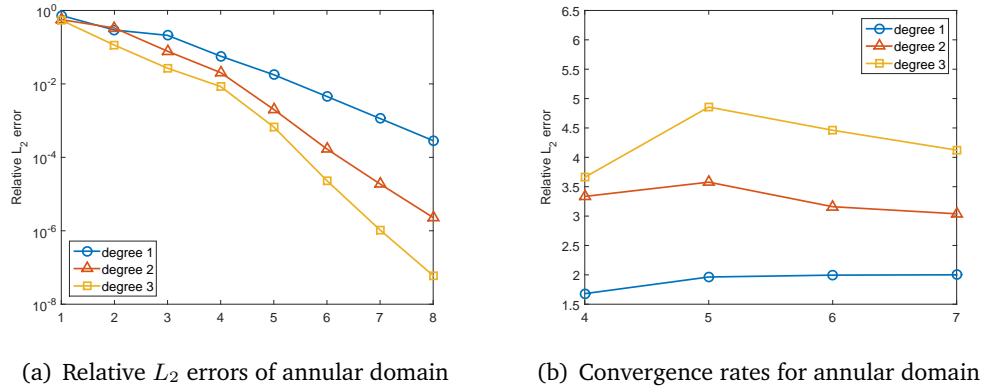 10^0
10^-2
10^-4
10^-6
10^-8
Relative L_2 error
degree 1
degree 2
degree 3
1 2 3 4 5 6 7 8
(a) Relative L_2 errors of annular domain
6.5
6
5.5
5
4.5
4
3.5
3
2.5
2
1.5
Relative L_2 error
degree 1
degree 2
degree 3
4 5 6 7
(b) Convergence rates for annular domain